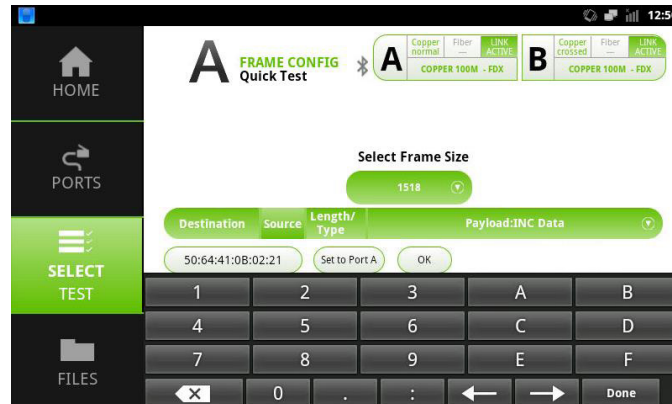 12:5
HOME
PORTS
SELECT
TEST
FILES
A
FRAME CONFIG
Quick Test
A
Copper
normal
Fiber
---
LINK
ACTIVE
COPPER 100M - FDX
B
Copper
crossed
Fiber
---
LINK
ACTIVE
COPPER 100M - FDX
Select Frame Size
1518
Destination
Source
Length/
Type
Payload:INC Data
50:64:41:0B:02:21
Set to Port A
OK
1 2 3 A B
4 5 6 C D
7 8 9 E F
0 . : Done